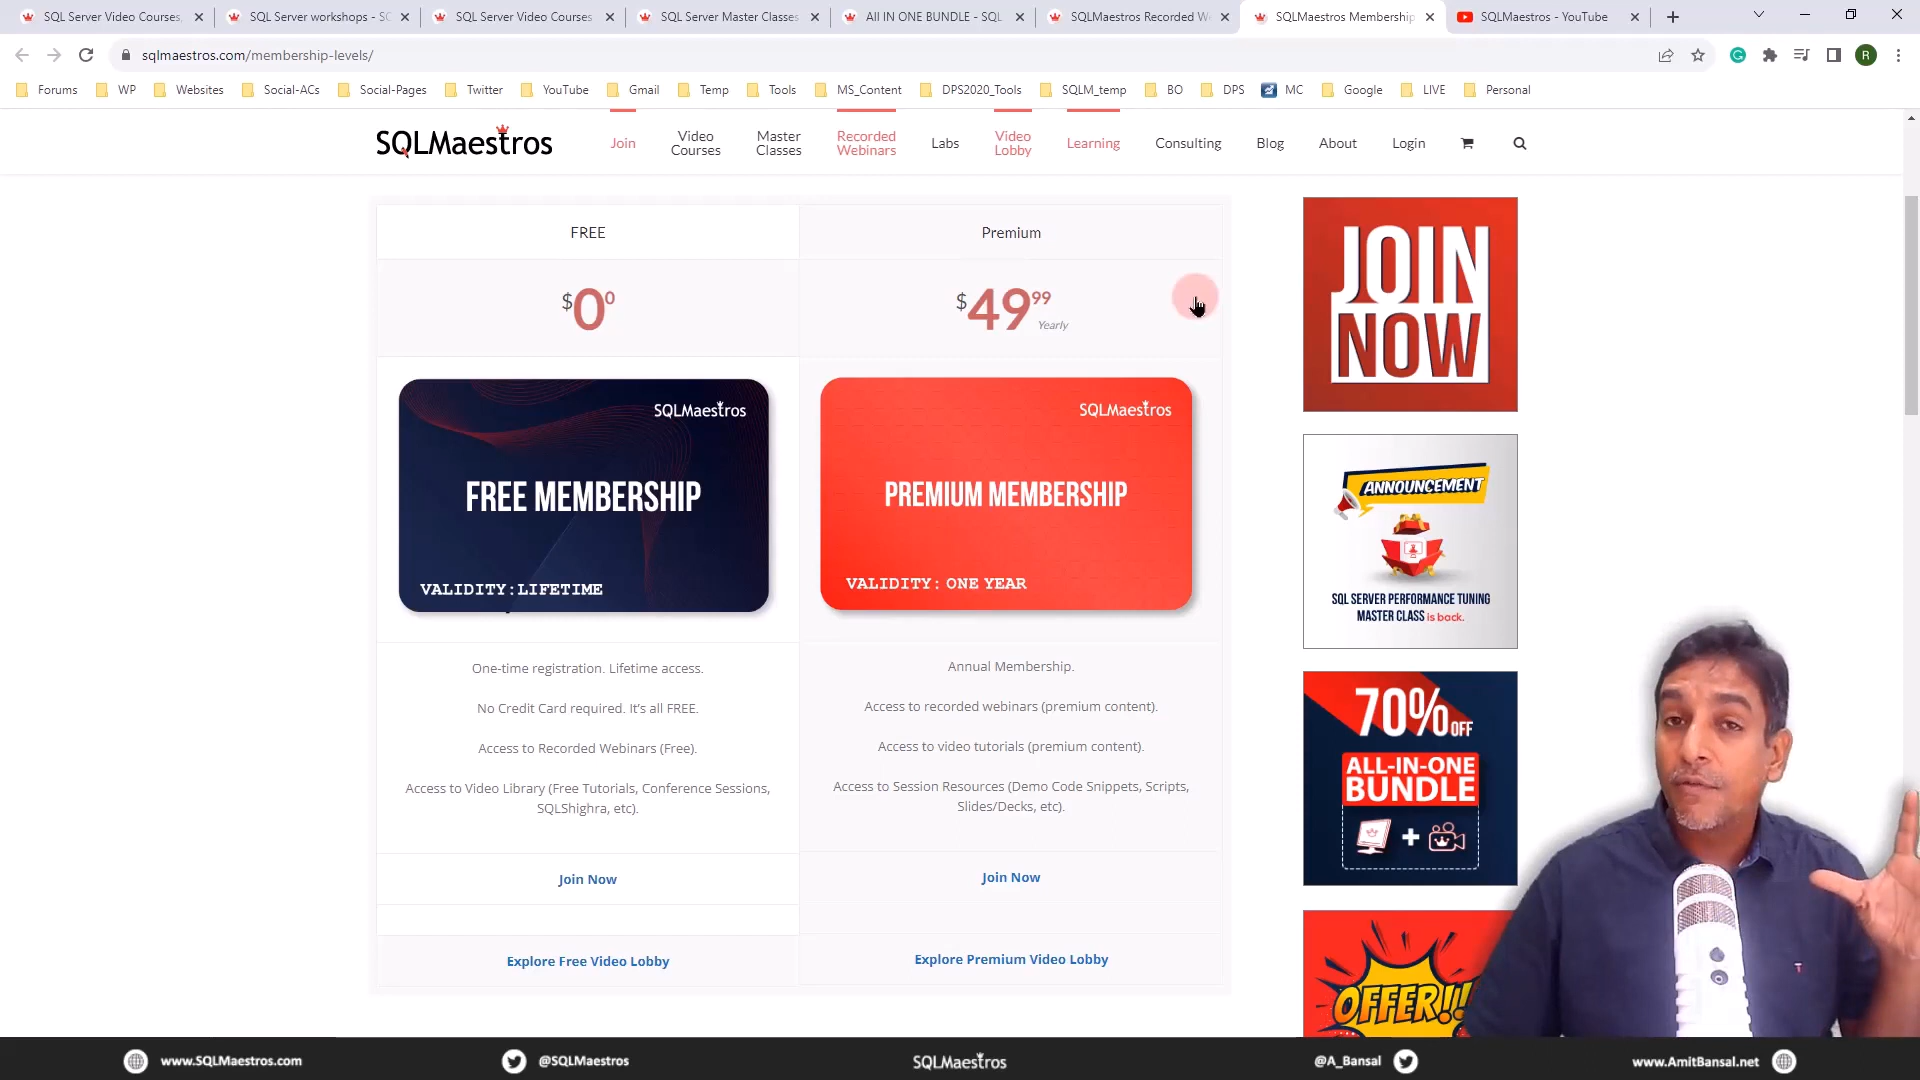 SQL Server Video Courses,
SQL Server workshops - SC
SQL Server Video Courses
SQL Server Master Classes
All IN ONE BUNDLE - SQL
SQLMaestros Recorded W
SQLMaestros Membership
SQLMaestros - YouTube
sqlmaestros.com/membership-levels/
R
Forums
WP
Websites
Social-ACs
Social-Pages
Twitter
YouTube
Gmail
Temp
Tools
MS_Content
DPS2020_Tools
SQLM_temp
BO
DPS
MC
Google
LIVE
Personal
SQLMaestros
Join
Video Courses
Master Classes
Recorded Webinars
Labs
Video Lobby
Learning
Consulting
Blog
About
Login
FREE
$0 0
SQLMaestros
FREE MEMBERSHIP
VALIDITY:LIFETIME
One-time registration. Lifetime access.
No Credit Card required. It's all FREE.
Access to Recorded Webinars (Free).
Access to Video Library (Free Tutorials, Conference Sessions,
SQLShighra, etc).
Join Now
Explore Free Video Lobby
Premium
$49 99
Yearly
SQLMaestros
PREMIUM MEMBERSHIP
VALIDITY: ONE YEAR
Annual Membership.
Access to recorded webinars (premium content).
Access to video tutorials (premium content).
Access to Session Resources (Demo Code Snippets, Scripts,
Slides/Decks, etc).
Join Now
Explore Premium Video Lobby
JOIN
NOW
ANNOUNCEMENT
SQL SERVER PERFORMANCE TUNING
MASTER CLASS is back.
70% OFF
ALL-IN-ONE
BUNDLE
OFFER!!!
www.SQLMaestros.com
@SQLMaestros
SQLMaestros
@A_Bansal
www.AmitBansal.net